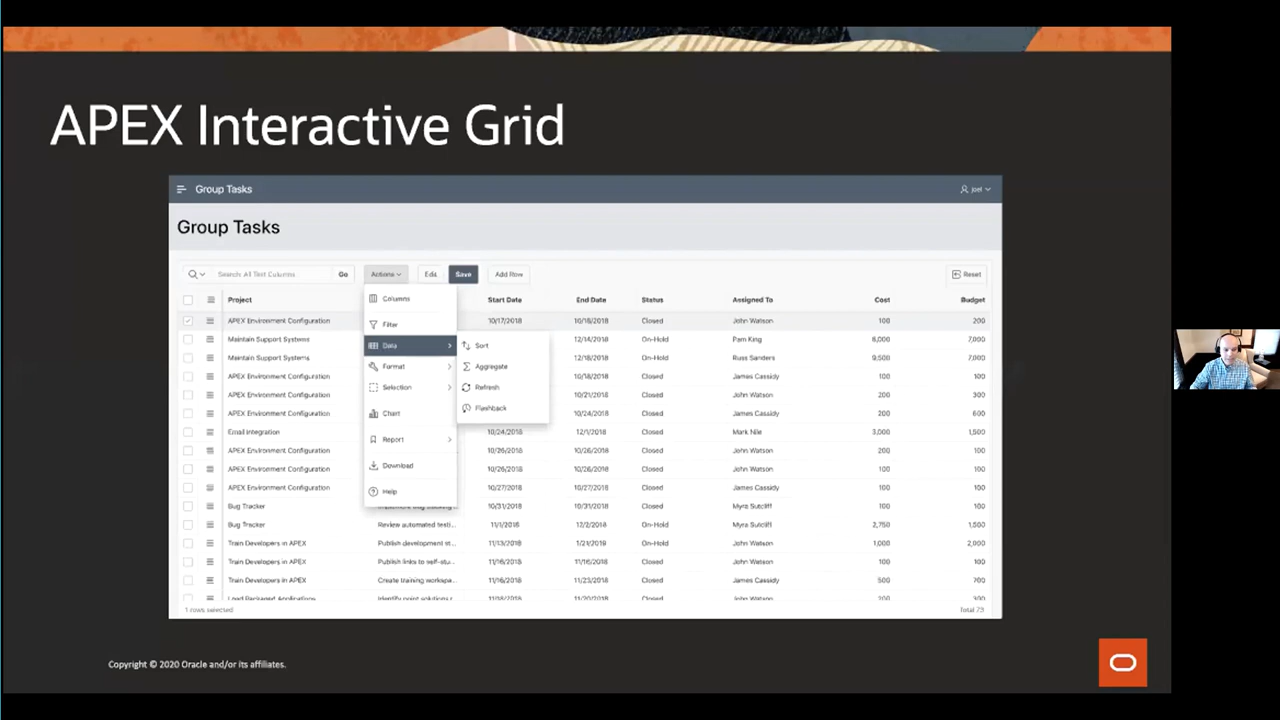 APEX Interactive Grid
Group Tasks
joel
Group Tasks
Search: All Text Columns Go Actions Edit Save Add Row Reset
Project Start Date End Date Status Assigned To Cost Budget
APEX Environment Configuration 10/17/2018 10/18/2018 Closed John Watson 100 200
Maintain Support Systems 12/14/2018 On-Hold Pam King 8,000 7,000
Maintain Support Systems 12/18/2018 On-Hold Russ Sanders 9,500 7,000
APEX Environment Configuration 10/18/2018 Closed James Cassidy 100 100
APEX Environment Configuration 10/21/2018 Closed John Watson 200 300
APEX Environment Configuration 10/24/2018 Closed James Cassidy 200 600
Email Integration 10/24/2018 12/1/2018 Closed Mark Nile 3,000 1,500
APEX Environment Configuration 10/26/2018 10/26/2018 Closed John Watson 200 100
APEX Environment Configuration 10/26/2018 10/26/2018 Closed John Watson 100 100
APEX Environment Configuration 10/27/2018 10/27/2018 Closed James Cassidy 100 100
Bug Tracker 10/31/2018 10/31/2018 Closed Myra Sutcliff 100 100
Bug Tracker Review automated testi... 11/1/2018 12/2/2018 On-Hold Myra Sutcliff 2,750 1,500
Train Developers in APEX Publish development st... 11/13/2018 1/21/2019 On-Hold John Watson 1,000 2,000
Train Developers in APEX Publish links to self-stu... 11/16/2018 11/16/2018 Closed John Watson 100 100
Train Developers in APEX Create training workspa... 11/16/2018 11/23/2018 Closed James Cassidy 500 700
Load Packaged Applications Identify point solutions r Closed John Watson
1 rows selected Total 73
Columns
Filter
Data
Format
Selection
Chart
Report
Download
Help
Sort
Aggregate
Refresh
Flashback
Copyright © 2020 Oracle and/or its affiliates.